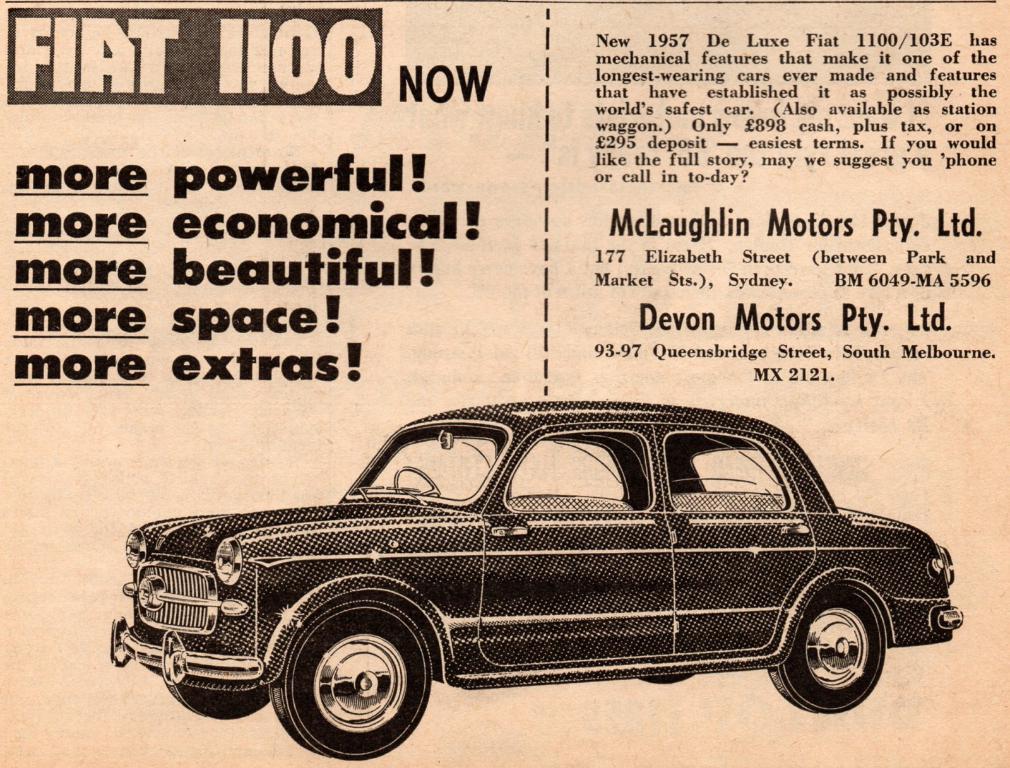 FIAT 1100 NOW
more powerful!
more economical!
more beautiful!
more space!
more extras!
New 1957 De Luxe Fiat 1100/103E has
mechanical features that make it one of the
longest-wearing cars ever made and features
that have established it as possibly the
world's safest car. (Also available as station
waggon.) Only £898 cash, plus tax, or on
£295 deposit — easiest terms. If you would
like the full story, may we suggest you 'phone
or call in to-day?
McLaughlin Motors Pty. Ltd.
177 Elizabeth Street (between Park and
Market Sts.), Sydney. BM 6049-MA 5596
Devon Motors Pty. Ltd.
93-97 Queensbridge Street, South Melbourne.
MX 2121.